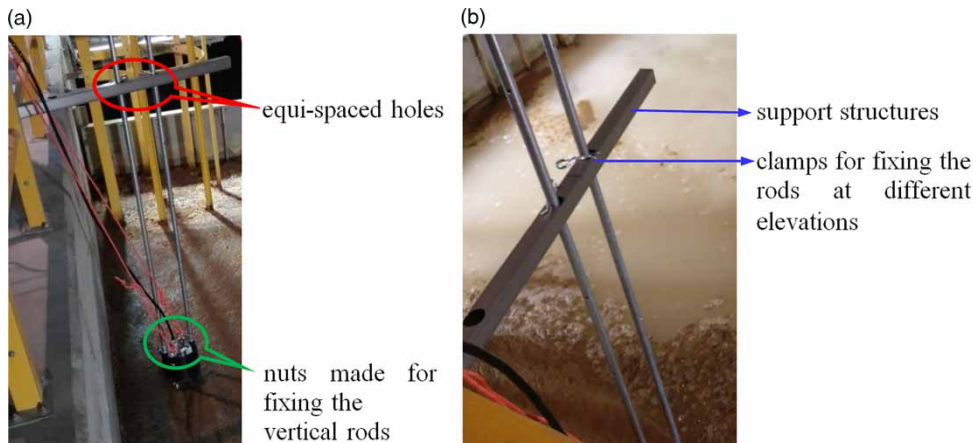 (a)
equi-spaced holes
nuts made for
fixing the
vertical rods
(b)
support structures
clamps for fixing the
rods at different
elevations